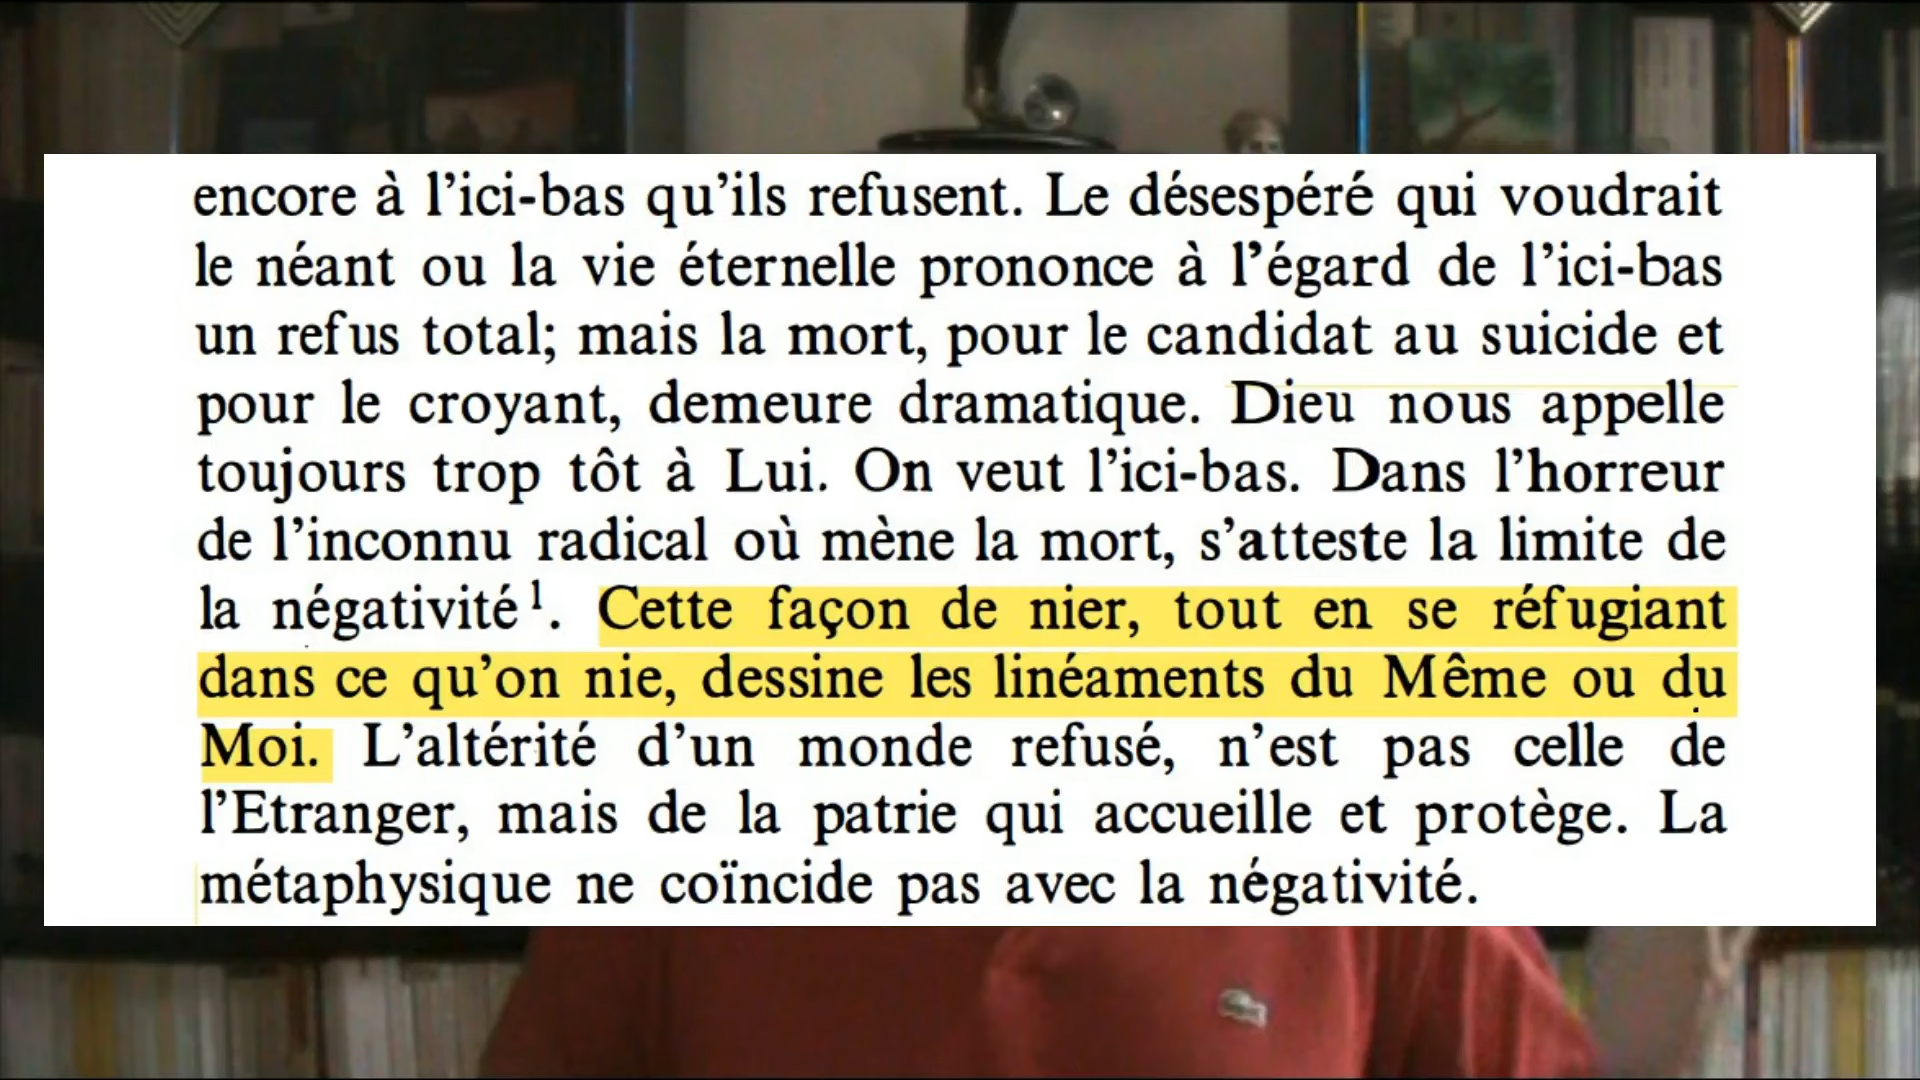 encore à l'ici-bas qu'ils refusent. Le désespéré qui voudrait
le néant ou la vie éternelle prononce à l'égard de l'ici-bas
un refus total; mais la mort, pour le candidat au suicide et
pour le croyant, demeure dramatique. Dieu nous appelle
toujours trop tôt à Lui. On veut l'ici-bas. Dans l'horreur
de l'inconnu radical où mène la mort, s'atteste la limite de
la négativité¹. Cette façon de nier, tout en se réfugiant
dans ce qu'on nie, dessine les linéaments du Même ou du
Moi. L'altérité d'un monde refusé, n'est pas celle de
l'Etranger, mais de la patrie qui accueille et protège. La
métaphysique ne coïncide pas avec la négativité.